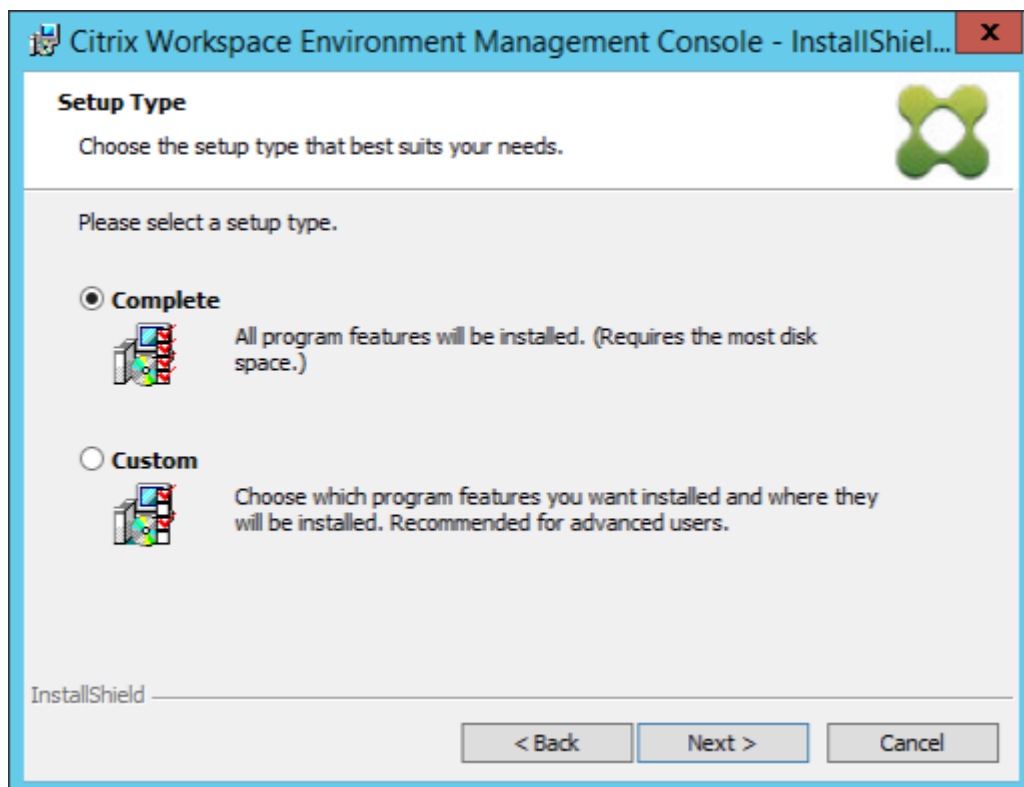 Citrix Workspace Environment Management Console - InstallShiel...
Setup Type
Choose the setup type that best suits your needs.
Please select a setup type.
Complete
All program features will be installed. (Requires the most disk
space.)
Custom
Choose which program features you want installed and where they
will be installed. Recommended for advanced users.
InstallShield
< Back Next > Cancel